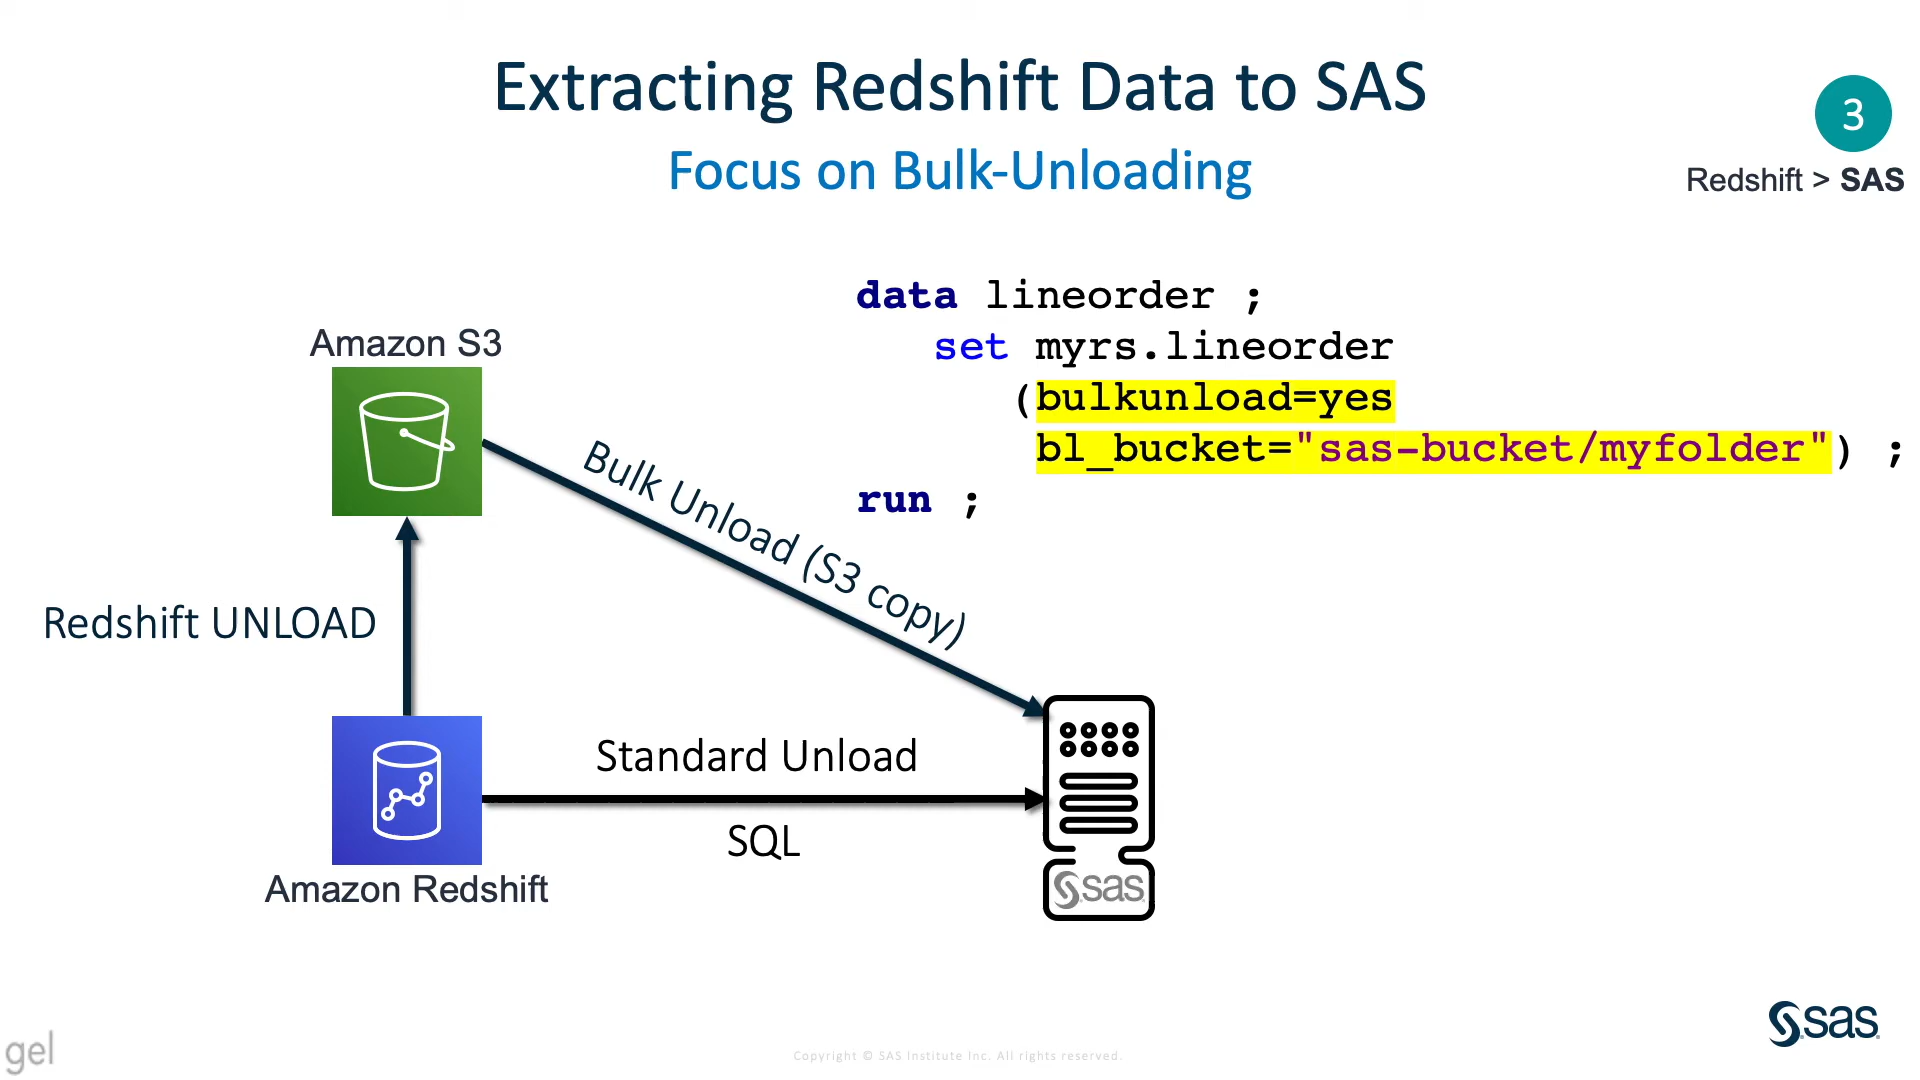 Extracting Redshift Data to SAS
Focus on Bulk-Unloading
3
Redshift > SAS
data lineorder ;
set myrs.lineorder
(bulkunload=yes
bl_bucket="sas-bucket/myfolder") ;
run ;
Amazon S3
Bulk Unload (S3 copy)
Redshift UNLOAD
Standard Unload
SQL
Amazon Redshift
sas
sas
gel
Copyright © SAS Institute Inc. All rights reserved.